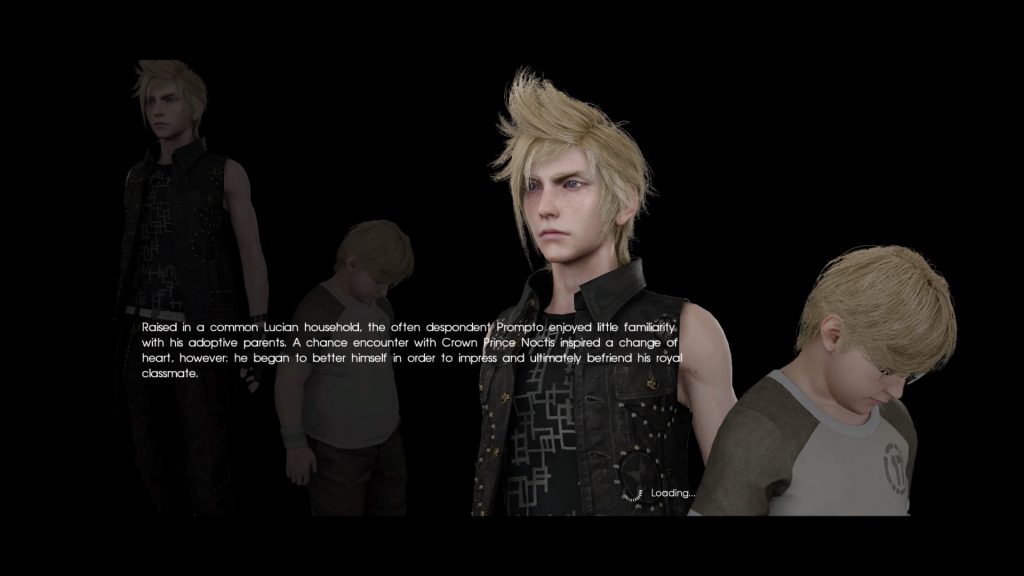 Raised in a common Lucian household, the often despondent Prompto enjoyed little familiarity
with his adoptive parents. A chance encounter with Crown Prince Noctis inspired a change of
heart, however: he began to better himself in order to impress and ultimately befriend his royal
classmate.
Loading...